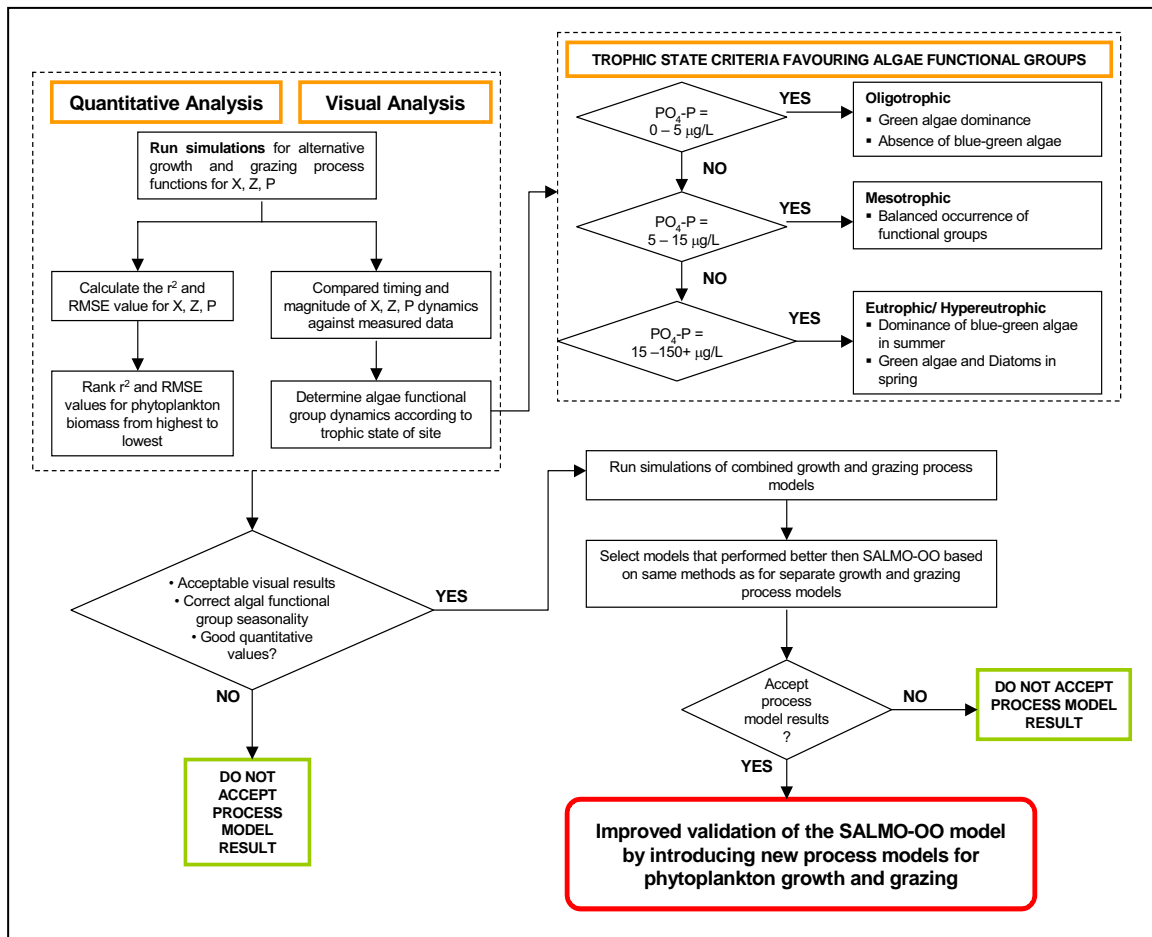 Quantitative Analysis
Visual Analysis
Run simulations for alternative
growth and grazing process
functions for X, Z, P
Calculate the r² and
RMSE value for X, Z, P
Compared timing and
magnitude of X, Z, P dynamics
against measured data
Rank r² and RMSE
values for phytoplankton
biomass from highest to
lowest
Determine algae functional
group dynamics according to
trophic state of site
TROPHIC STATE CRITERIA FAVOURING ALGAE FUNCTIONAL GROUPS
PO₄-P =
0 – 5 µg/L
YES
Oligotrophic
▪ Green algae dominance
▪ Absence of blue-green algae
NO
PO₄-P =
5 – 15 µg/L
YES
Mesotrophic
▪ Balanced occurrence of
functional groups
NO
PO₄-P =
15 –150+ µg/L
YES
Eutrophic/ Hypereutrophic
▪ Dominance of blue-green algae
in summer
▪ Green algae and Diatoms in
spring
• Acceptable visual results
• Correct algal functional
group seasonality
• Good quantitative
values?
YES
NO
DO NOT
ACCEPT
PROCESS
MODEL
RESULT
Run simulations of combined growth and grazing process
models
Select models that performed better then SALMO-OO based
on same methods as for separate growth and grazing
process models
Accept
process
model results
?
NO
DO NOT ACCEPT
PROCESS MODEL
RESULT
YES
Improved validation of the SALMO-OO model
by introducing new process models for
phytoplankton growth and grazing